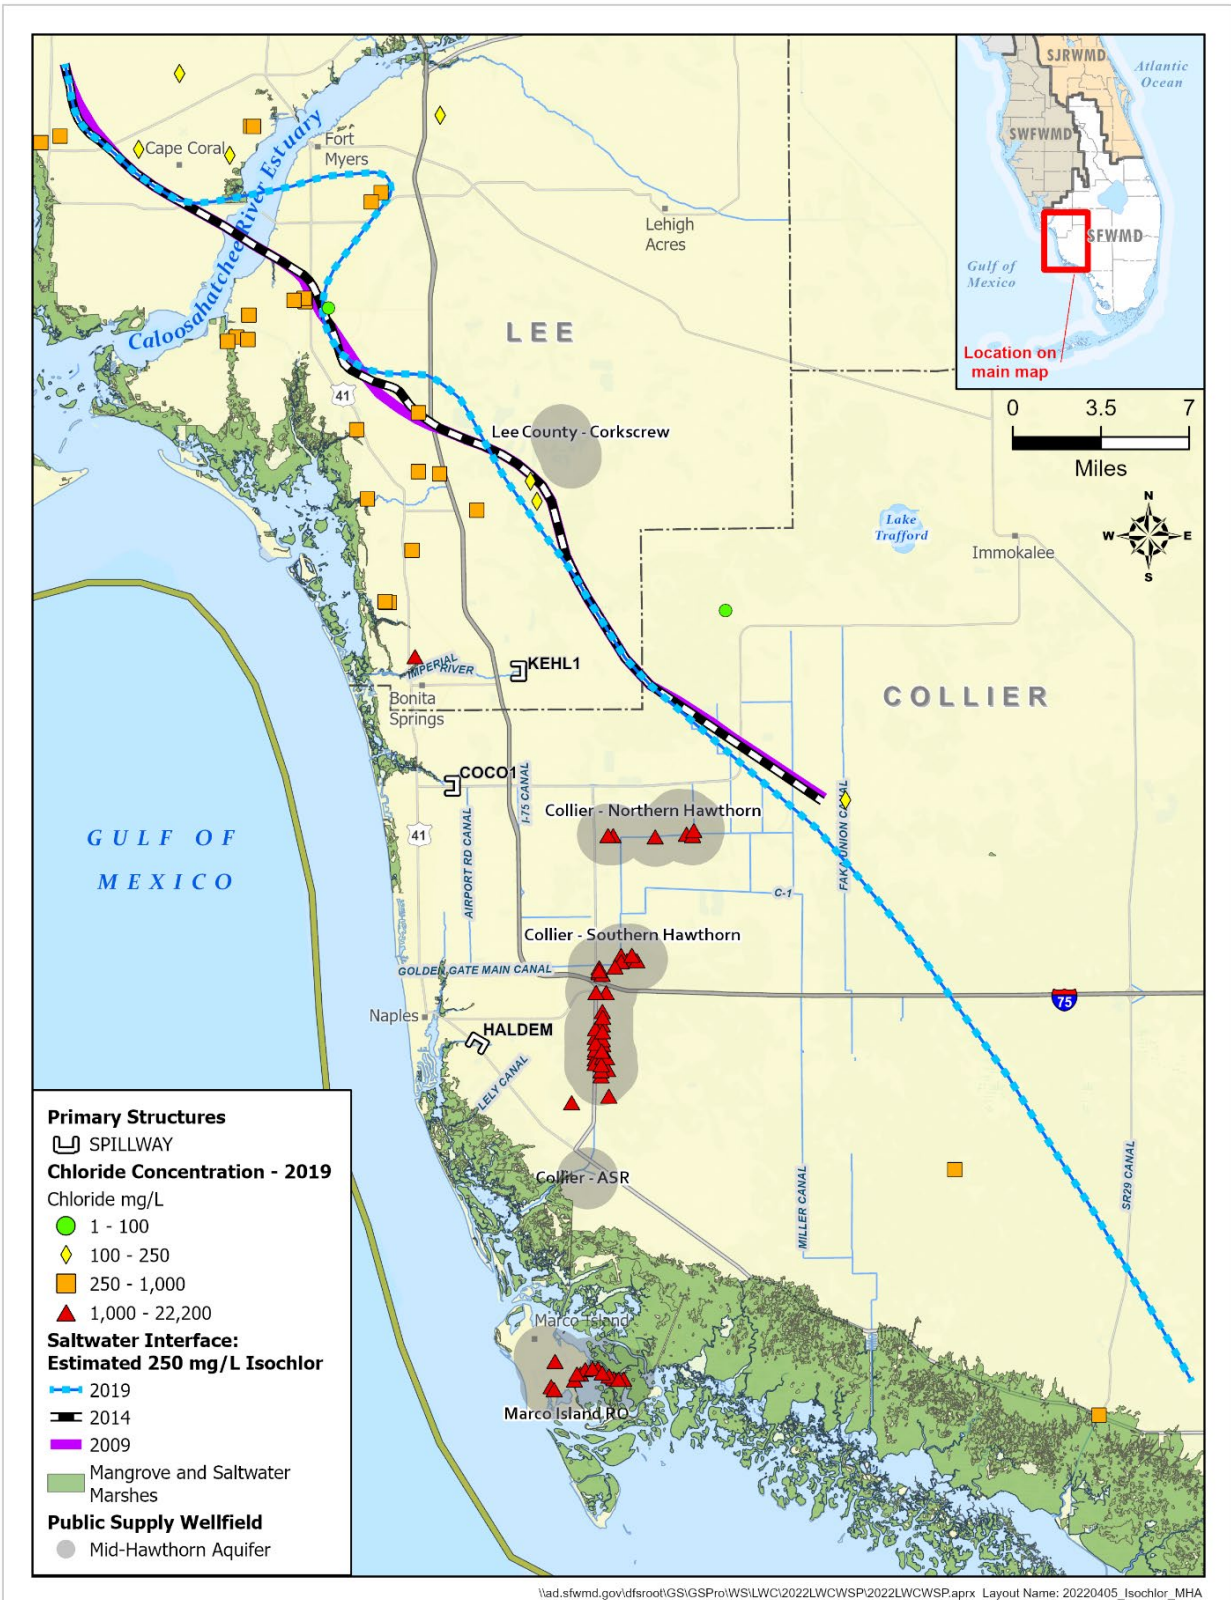 SJRWMD
Atlantic
Ocean
SWFWMD
SFWMD
Gulf of
Mexico
Location on
main map
0 3.5 7
Miles
N
W E
S
Cape Coral
Fort
Myers
Caloosahatchee River Estuary
Lehigh
Acres
LEE
41
Lee County - Corkscrew
Lake
Trafford
Immokalee
IMPERIAL
RIVER
KEHL1
Bonita
Springs
COLLIER
COCO1
I-75 CANAL
41
AIRPORT RD CANAL
Collier - Northern Hawthorn
FAKA UNION CANAL
GULF OF
MEXICO
C-1
Collier - Southern Hawthorn
GOLDEN GATE MAIN CANAL
75
Naples
HALDEM
LELY CANAL
Collier - ASR
MILLER CANAL
SR29 CANAL
Marco Island
Marco Island RO
Primary Structures
SPILLWAY
Chloride Concentration - 2019
Chloride mg/L
1 - 100
100 - 250
250 - 1,000
1,000 - 22,200
Saltwater Interface:
Estimated 250 mg/L Isochlor
2019
2014
2009
Mangrove and Saltwater
Marshes
Public Supply Wellfield
Mid-Hawthorn Aquifer
\\ad.sfwmd.gov\dfsroot\GS\GSPro\WS\LWC\2022LWCWSP\2022LWCWSP.aprx Layout Name: 20220405_Isochlor_MHA